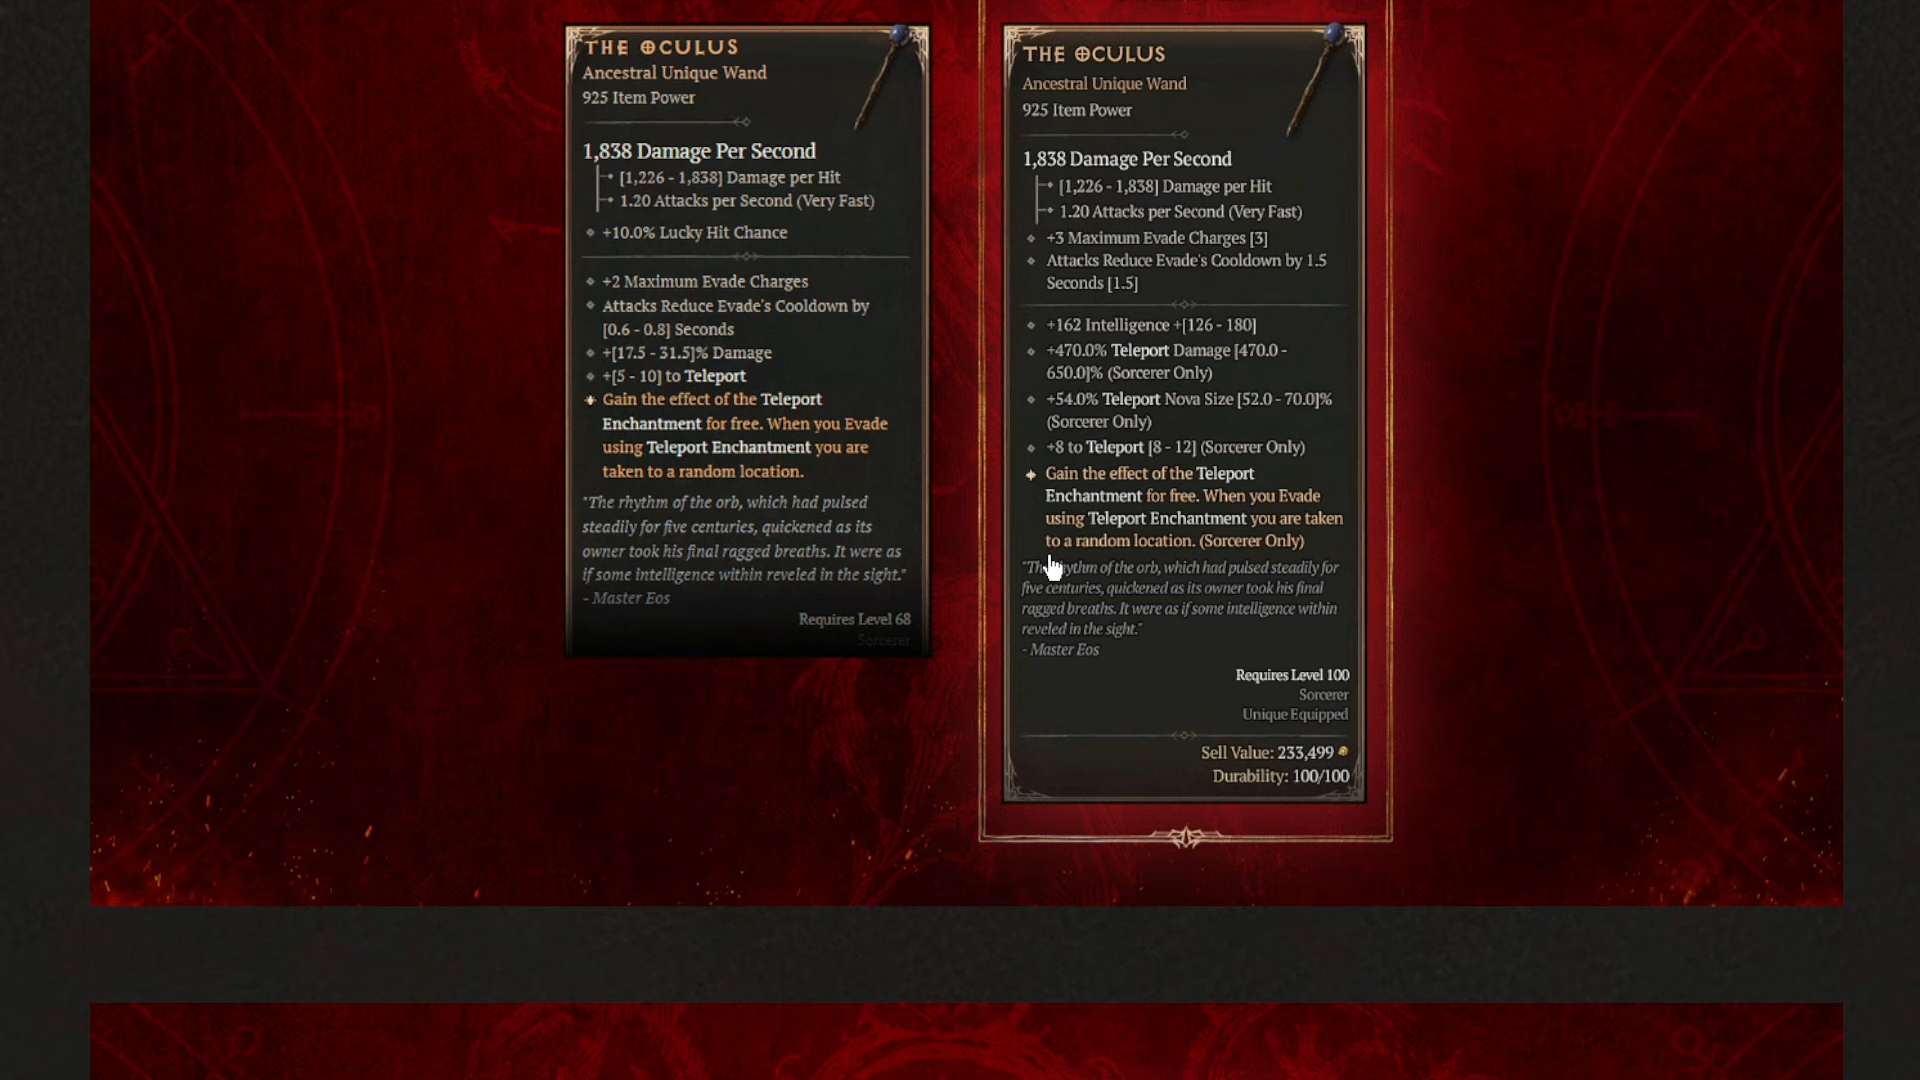 THE OCULUS
Ancestral Unique Wand
925 Item Power
1,838 Damage Per Second
[1,226 - 1,838] Damage per Hit
1.20 Attacks per Second (Very Fast)
+10.0% Lucky Hit Chance
+2 Maximum Evade Charges
Attacks Reduce Evade's Cooldown by
[0.6 - 0.8] Seconds
+[17.5 - 31.5]% Damage
+[5 - 10] to Teleport
Gain the effect of the Teleport
Enchantment for free. When you Evade
using Teleport Enchantment you are
taken to a random location.
"The rhythm of the orb, which had pulsed
steadily for five centuries, quickened as its
owner took his final ragged breaths. It were as
if some intelligence within reveled in the sight."
- Master Eos
Requires Level 68
Sorcerer
THE OCULUS
Ancestral Unique Wand
925 Item Power
1,838 Damage Per Second
[1,226 - 1,838] Damage per Hit
1.20 Attacks per Second (Very Fast)
+3 Maximum Evade Charges [3]
Attacks Reduce Evade's Cooldown by 1.5
Seconds [1.5]
+162 Intelligence +[126 - 180]
+470.0% Teleport Damage [470.0 -
650.0]% (Sorcerer Only)
+54.0% Teleport Nova Size [52.0 - 70.0]%
(Sorcerer Only)
+8 to Teleport [8 - 12] (Sorcerer Only)
Gain the effect of the Teleport
Enchantment for free. When you Evade
using Teleport Enchantment you are taken
to a random location. (Sorcerer Only)
"The rhythm of the orb, which had pulsed steadily for
five centuries, quickened as its owner took his final
ragged breaths. It were as if some intelligence within
reveled in the sight."
- Master Eos
Requires Level 100
Sorcerer
Unique Equipped
Sell Value: 233,499
Durability: 100/100